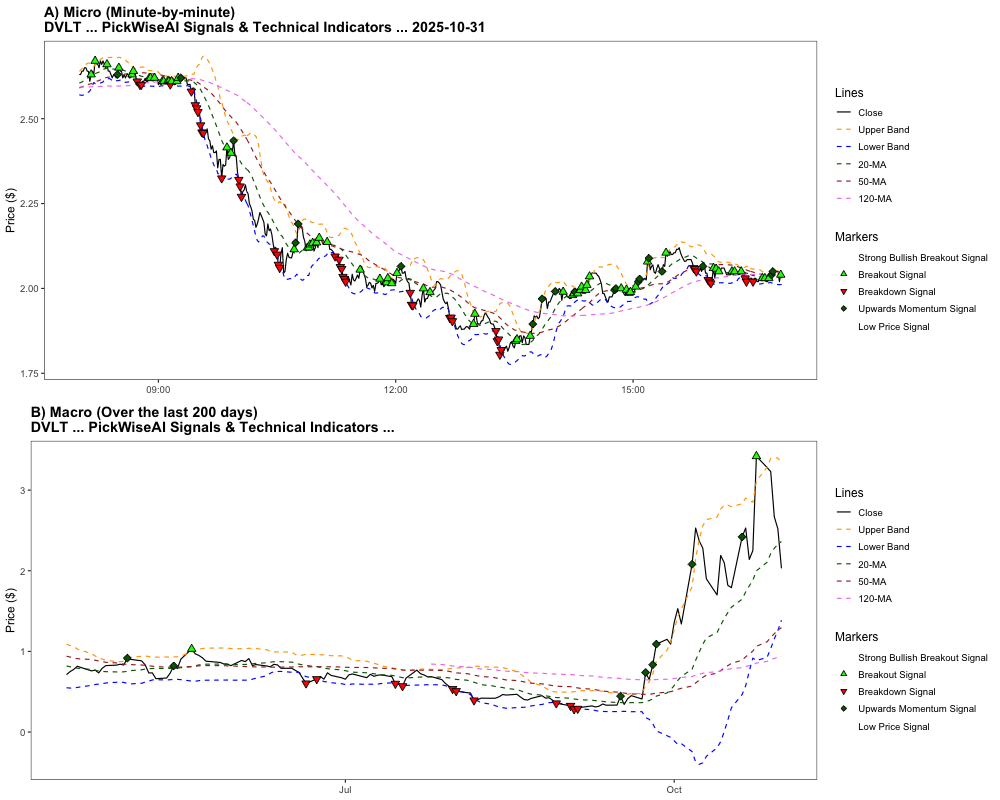 A) Micro (Minute-by-minute)
DVLT ... PickWiseAI Signals & Technical Indicators ... 2025-10-31
Price ($)
2.50
2.25
2.00
1.75
09:00
12:00
15:00
Lines
Close
Upper Band
Lower Band
20-MA
50-MA
120-MA
Markers
Strong Bullish Breakout Signal
Breakout Signal
Breakdown Signal
Upwards Momentum Signal
Low Price Signal
B) Macro (Over the last 200 days)
DVLT ... PickWiseAI Signals & Technical Indicators ...
Price ($)
3
2
1
0
Jul
Oct
Lines
Close
Upper Band
Lower Band
20-MA
50-MA
120-MA
Markers
Strong Bullish Breakout Signal
Breakout Signal
Breakdown Signal
Upwards Momentum Signal
Low Price Signal